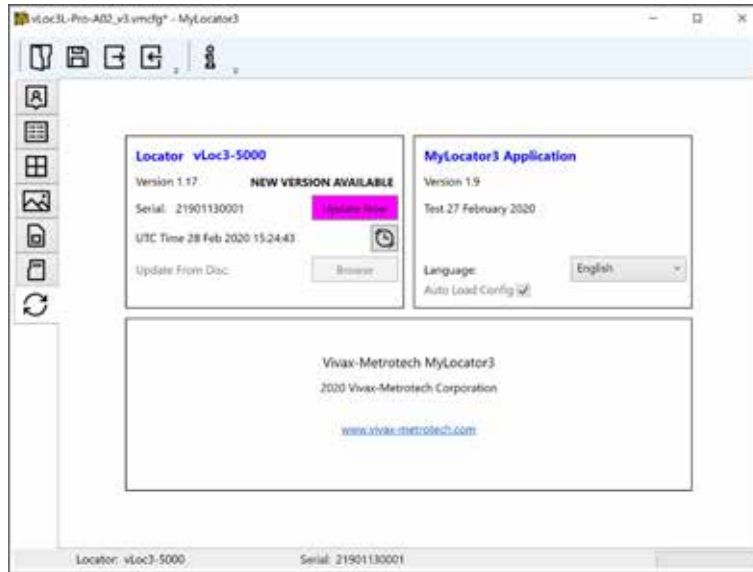 vLoc3L-Pro-A02_v3.vmcfg* - MyLocator3
Locator vLoc3-5000
Version 1.17 NEW VERSION AVAILABLE
Serial: 21901130001 Update Now
UTC Time 28 Feb 2020 15:24:43
Update From Disc: Browse
MyLocator3 Application
Version 1.9
Test 27 February 2020
Language: English
Auto Load Config
Vivax-Metrotech MyLocator3
2020 Vivax-Metrotech Corporation
www.vivax-metrotech.com
Locator: vLoc3-5000 Serial: 21901130001